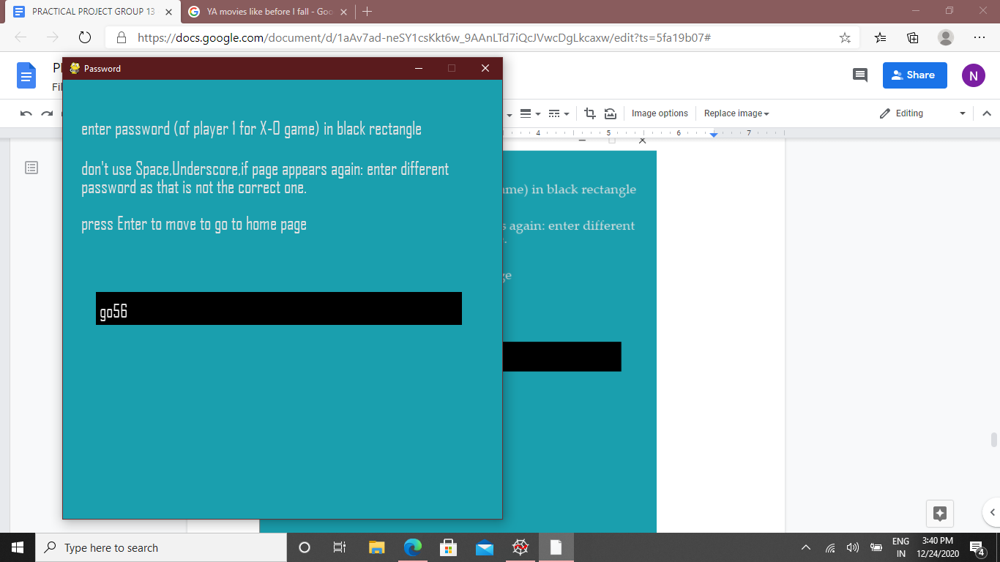 PRACTICAL PROJECT GROUP 13
YA movies like before I fall - Goo
https://docs.google.com/document/d/1aAv7ad-neSY1csKkt6w_9AAnLTd7iQcJVwcDgLkcaxw/edit?ts=5fa19b07#
Share
N
Password
Image options
Replace image
Editing
4 5 6 7
enter password (of player 1 for X-O game) in black rectangle
don't use Space,Underscore,if page appears again: enter different
password as that is not the correct one.
press Enter to move to go to home page
go56
ame) in black rectangle
s again: enter different
ge
Type here to search
ENG
IN
3:40 PM
12/24/2020
4